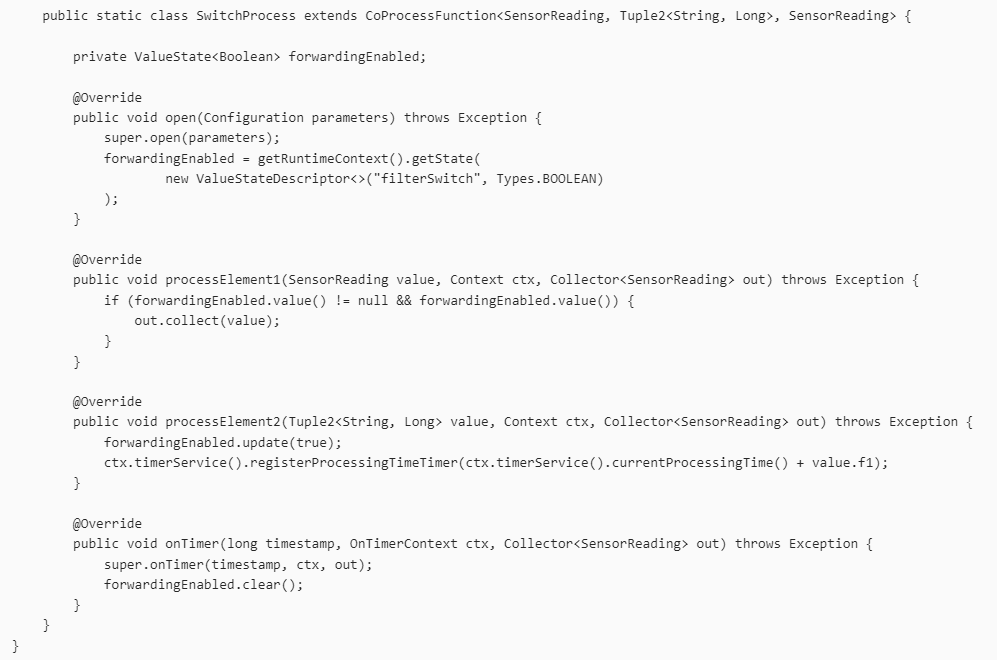 public static class SwitchProcess extends CoProcessFunction<SensorReading, Tuple2<String, Long>, SensorReading> {

        private ValueState<Boolean> forwardingEnabled;

        @Override
        public void open(Configuration parameters) throws Exception {
            super.open(parameters);
            forwardingEnabled = getRuntimeContext().getState(
                    new ValueStateDescriptor<>("filterSwitch", Types.BOOLEAN)
            );
        }

        @Override
        public void processElement1(SensorReading value, Context ctx, Collector<SensorReading> out) throws Exception {
            if (forwardingEnabled.value() != null && forwardingEnabled.value()) {
                out.collect(value);
            }
        }

        @Override
        public void processElement2(Tuple2<String, Long> value, Context ctx, Collector<SensorReading> out) throws Exception {
            forwardingEnabled.update(true);
            ctx.timerService().registerProcessingTimeTimer(ctx.timerService().currentProcessingTime() + value.f1);
        }

        @Override
        public void onTimer(long timestamp, OnTimerContext ctx, Collector<SensorReading> out) throws Exception {
            super.onTimer(timestamp, ctx, out);
            forwardingEnabled.clear();
        }
    }
}